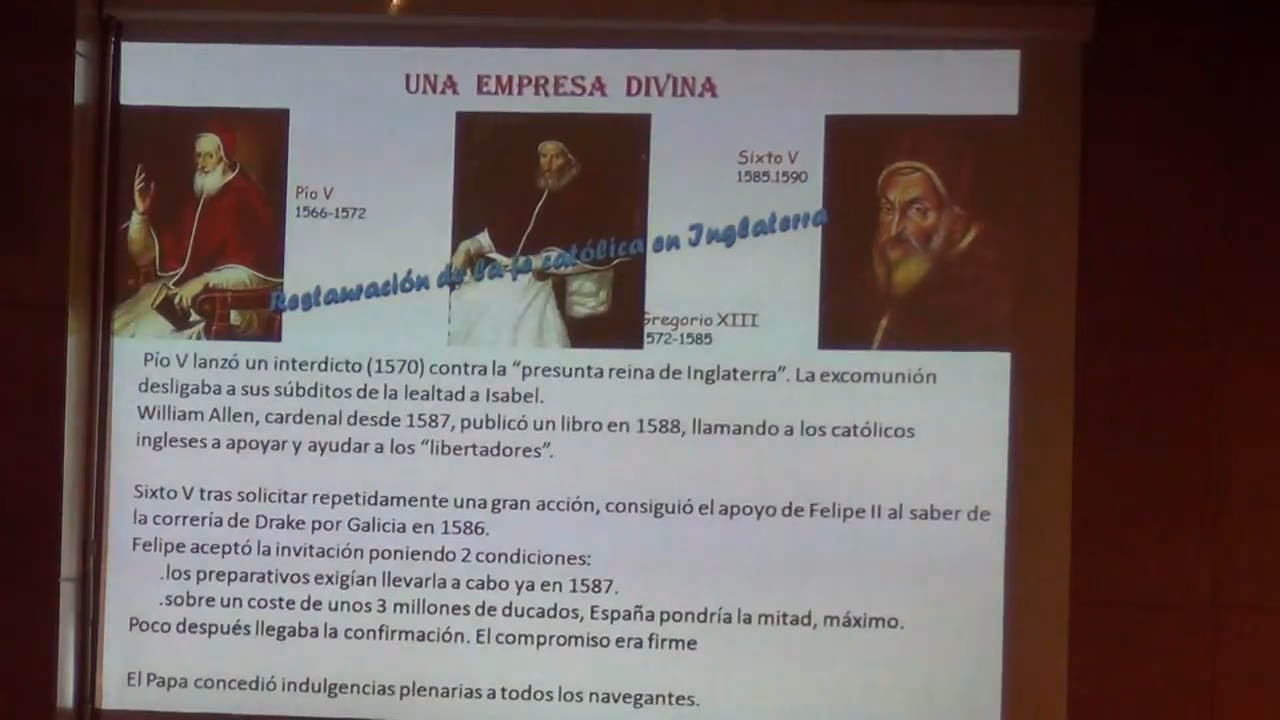 UNA EMPRESA DIVINA
Pío V
1566-1572
Sixto V
1585.1590
Restauración de la fe católica en Inglaterra
Gregorio XIII
572-1585
Pío V lanzó un interdicto (1570) contra la “presunta reina de Inglaterra”. La excomunión
desligaba a sus súbditos de la lealtad a Isabel.
William Allen, cardenal desde 1587, publicó un libro en 1588, llamando a los católicos
ingleses a apoyar y ayudar a los “libertadores”.
Sixto V tras solicitar repetidamente una gran acción, consiguió el apoyo de Felipe II al saber de
la correría de Drake por Galicia en 1586.
Felipe aceptó la invitación poniendo 2 condiciones:
.los preparativos exigían llevarla a cabo ya en 1587.
.sobre un coste de unos 3 millones de ducados, España pondría la mitad, máximo.
Poco después llegaba la confirmación. El compromiso era firme
El Papa concedió indulgencias plenarias a todos los navegantes.